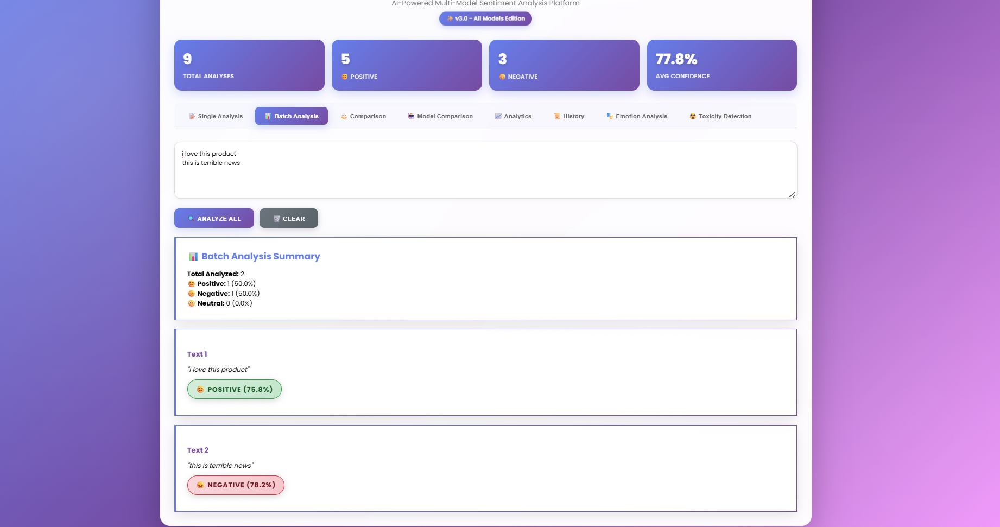 AI-Powered Multi-Model Sentiment Analysis Platform
✨ v3.0 - All Models Edition
9
TOTAL ANALYSES
5
😊 POSITIVE
3
😞 NEGATIVE
77.8%
AVG CONFIDENCE
📝 Single Analysis
📊 Batch Analysis
⚖️ Comparison
🤖 Model Comparison
📈 Analytics
📜 History
🎭 Emotion Analysis
☢️ Toxicity Detection
i love this product
this is terrible news
🔍 ANALYZE ALL
🗑️ CLEAR
📊 Batch Analysis Summary
Total Analyzed: 2
😊 Positive: 1 (50.0%)
😞 Negative: 1 (50.0%)
😐 Neutral: 0 (0.0%)
Text 1
"i love this product"
😊 POSITIVE (75.8%)
Text 2
"this is terrible news"
😞 NEGATIVE (78.2%)